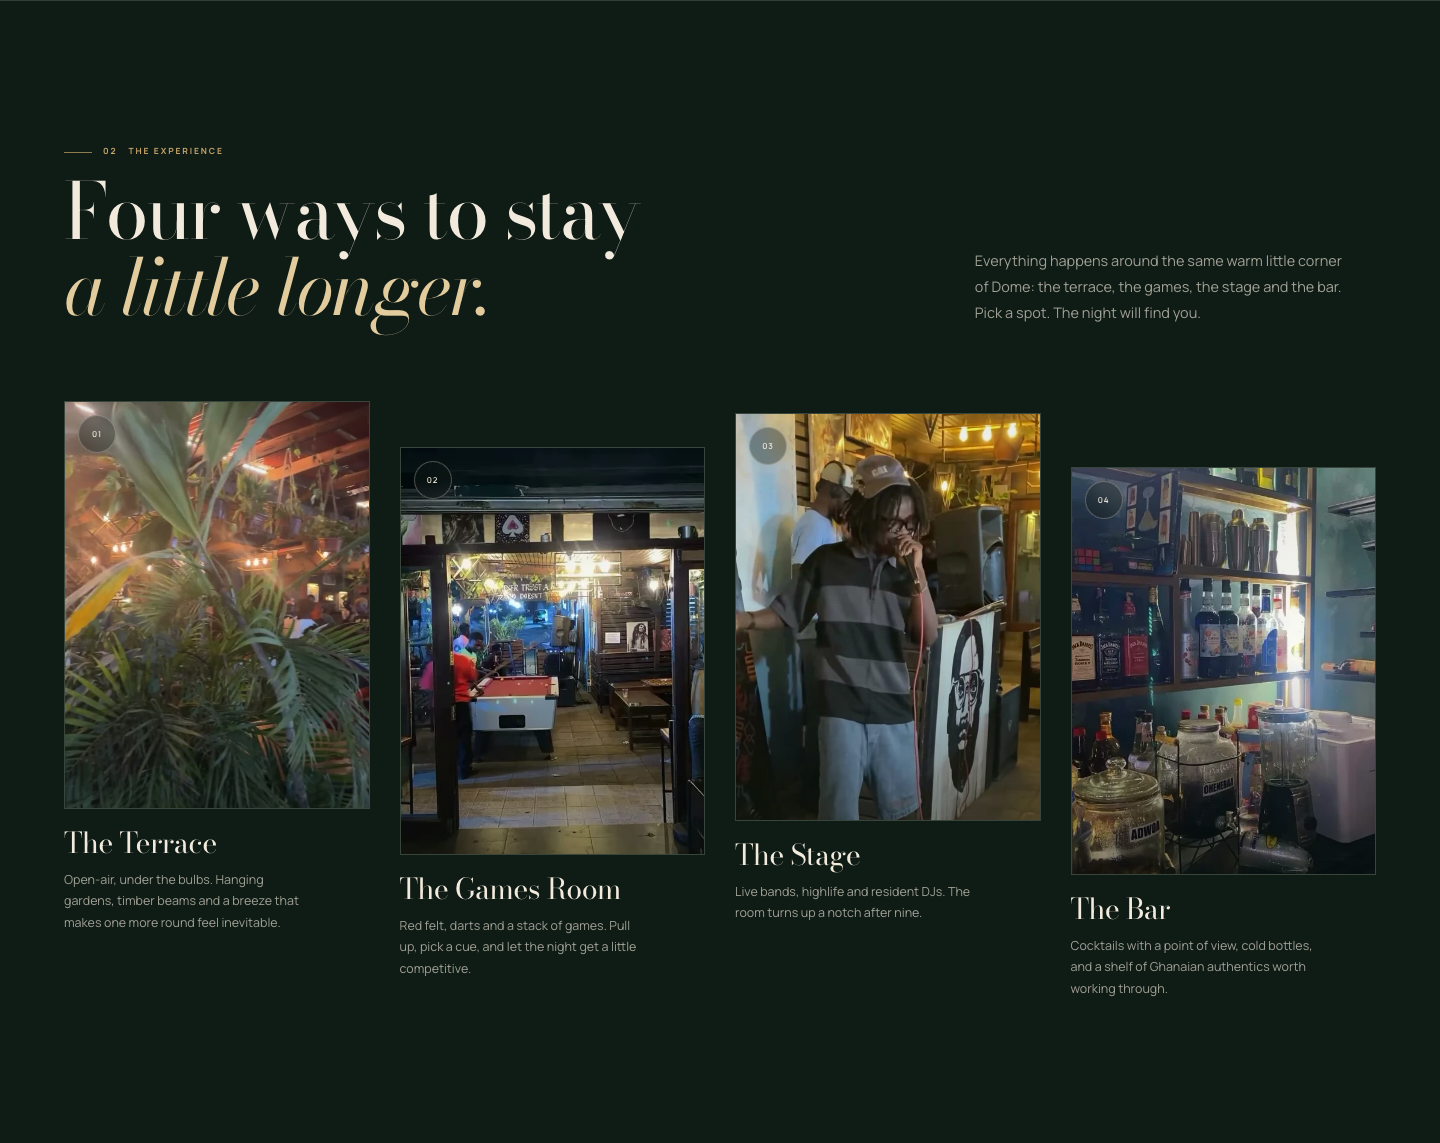 02 THE EXPERIENCE
Four ways to stay
a little longer.
Everything happens around the same warm little corner
of Dome: the terrace, the games, the stage and the bar.
Pick a spot. The night will find you.
01
The Terrace
Open-air, under the bulbs. Hanging
gardens, timber beams and a breeze that
makes one more round feel inevitable.
02
The Games Room
Red felt, darts and a stack of games. Pull
up, pick a cue, and let the night get a little
competitive.
03
The Stage
Live bands, highlife and resident DJs. The
room turns up a notch after nine.
04
JACK DANIEL'S
OHENEBAA
ADWOA
The Bar
Cocktails with a point of view, cold bottles,
and a shelf of Ghanaian authentics worth
working through.